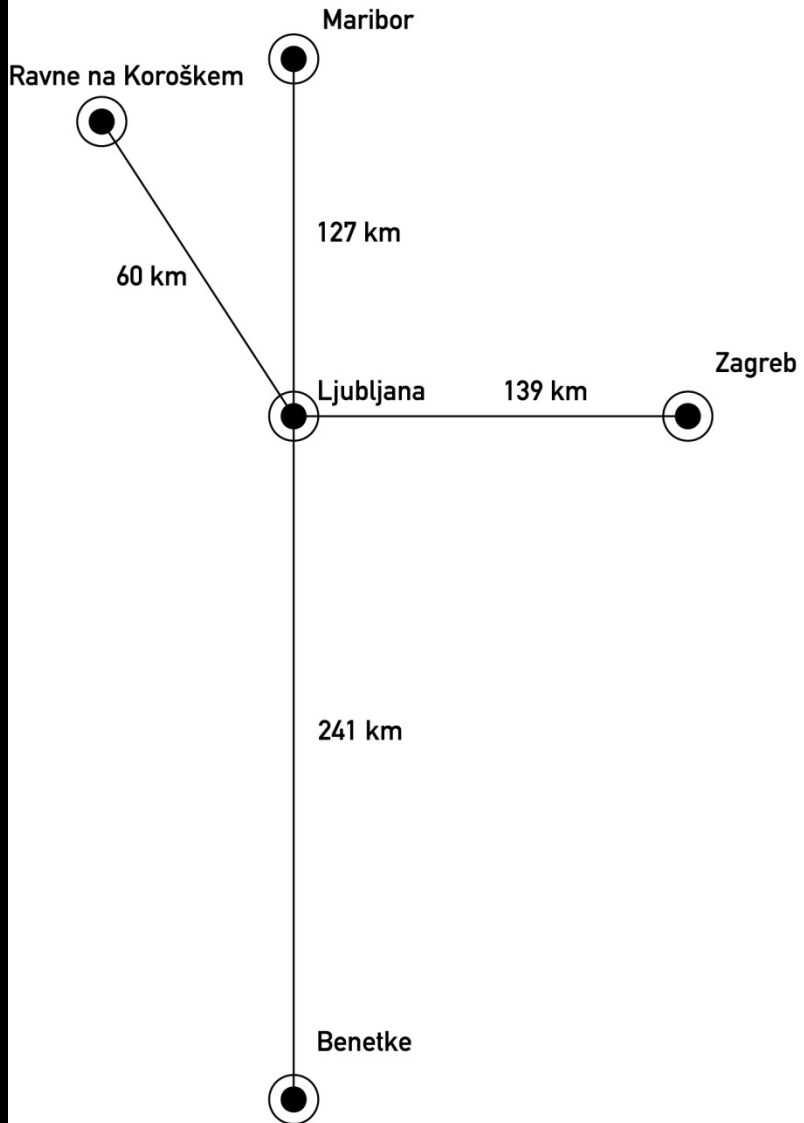 Maribor
Ravne na Koroškem
127 km
60 km
Zagreb
Ljubljana
139 km
241 km
Benetke